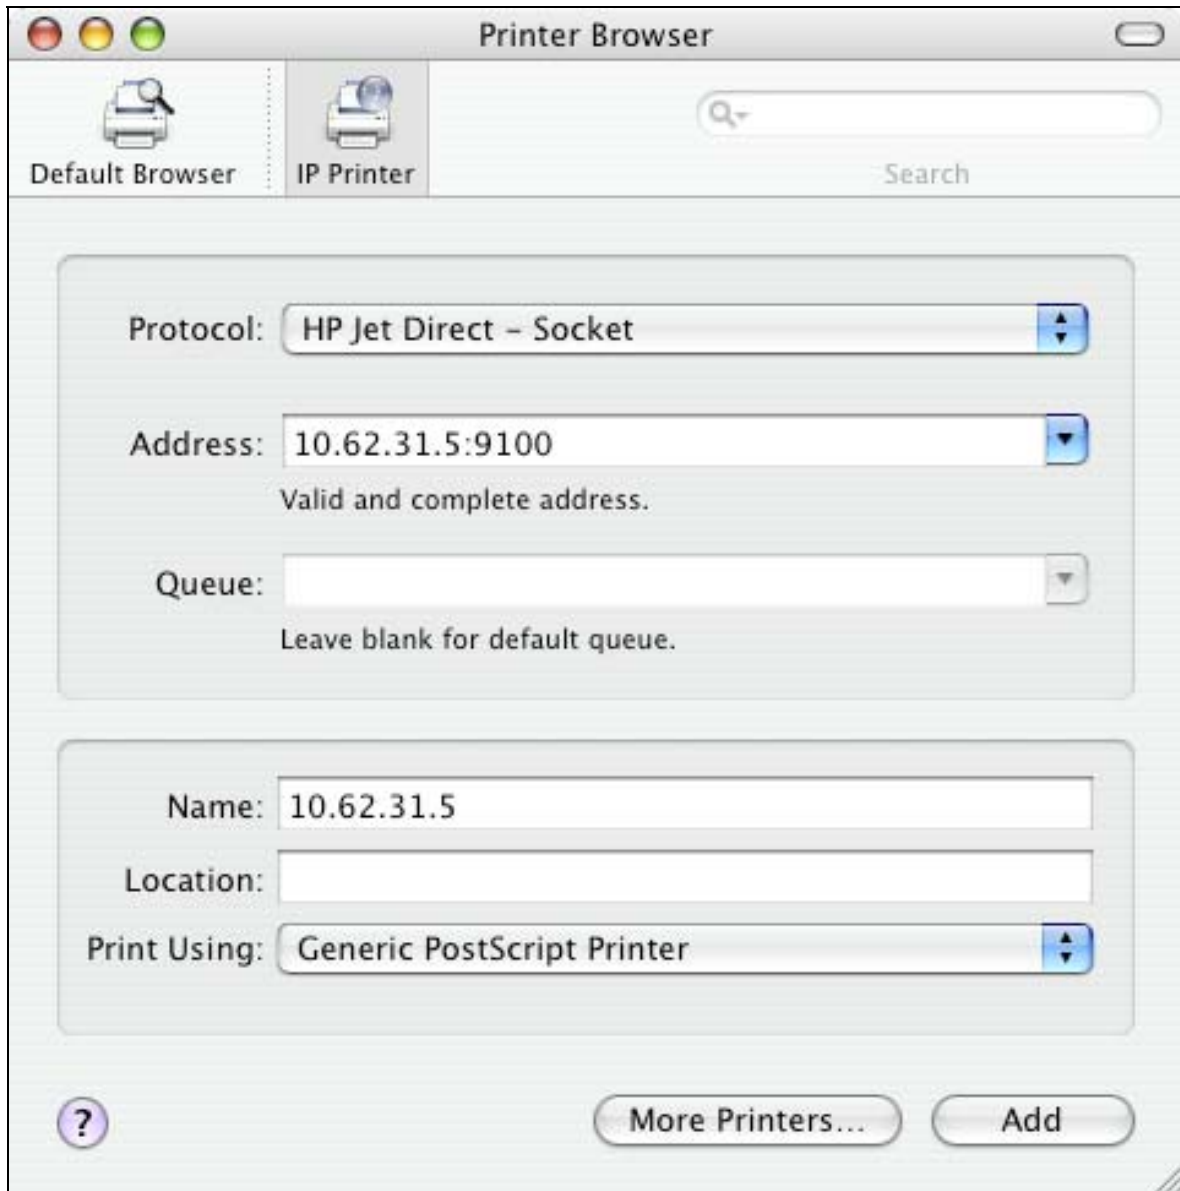 Printer Browser
Default Browser
IP Printer
Search
Protocol: HP Jet Direct – Socket
Address: 10.62.31.5:9100
Valid and complete address.
Queue:
Leave blank for default queue.
Name: 10.62.31.5
Location:
Print Using: Generic PostScript Printer
?
More Printers...
Add